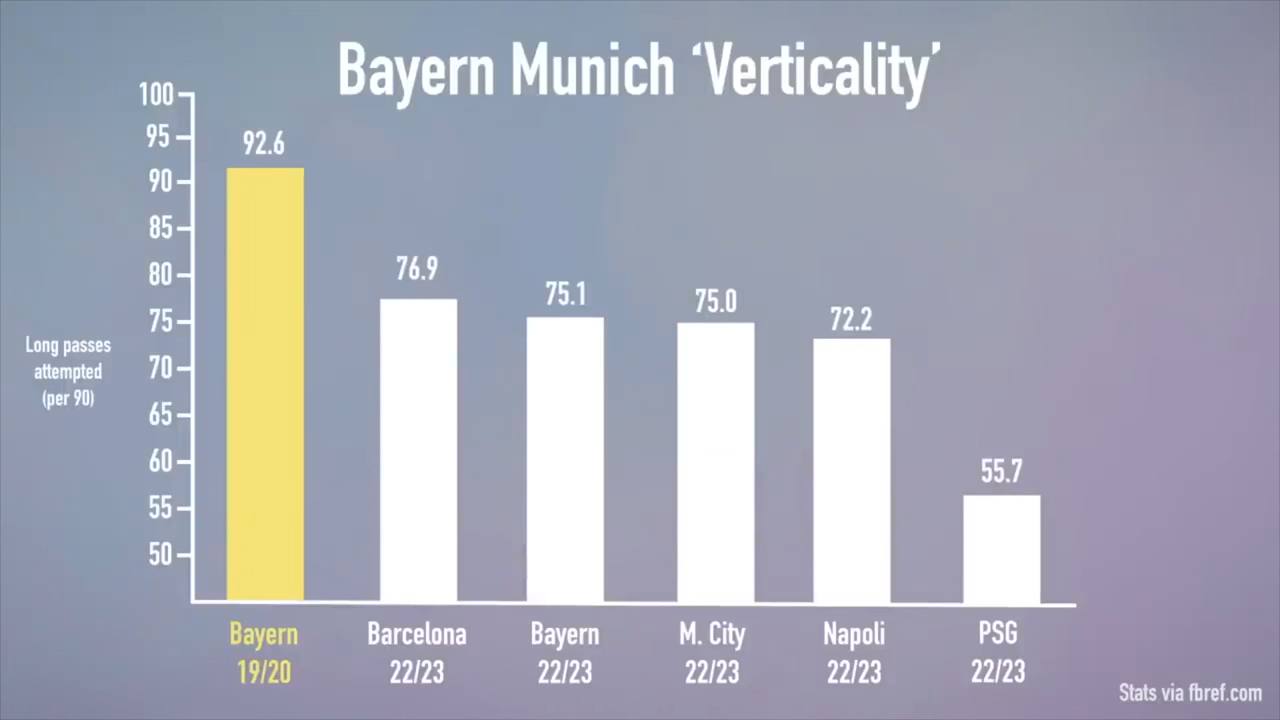 Bayern Munich ‘Verticality’
100
95
90
85
80
75
70
65
60
55
50
Long passes
attempted
(per 90)
92.6
76.9
75.1
75.0
72.2
55.7
Bayern
19/20
Barcelona
22/23
Bayern
22/23
M. City
22/23
Napoli
22/23
PSG
22/23
Stats via fbref.com